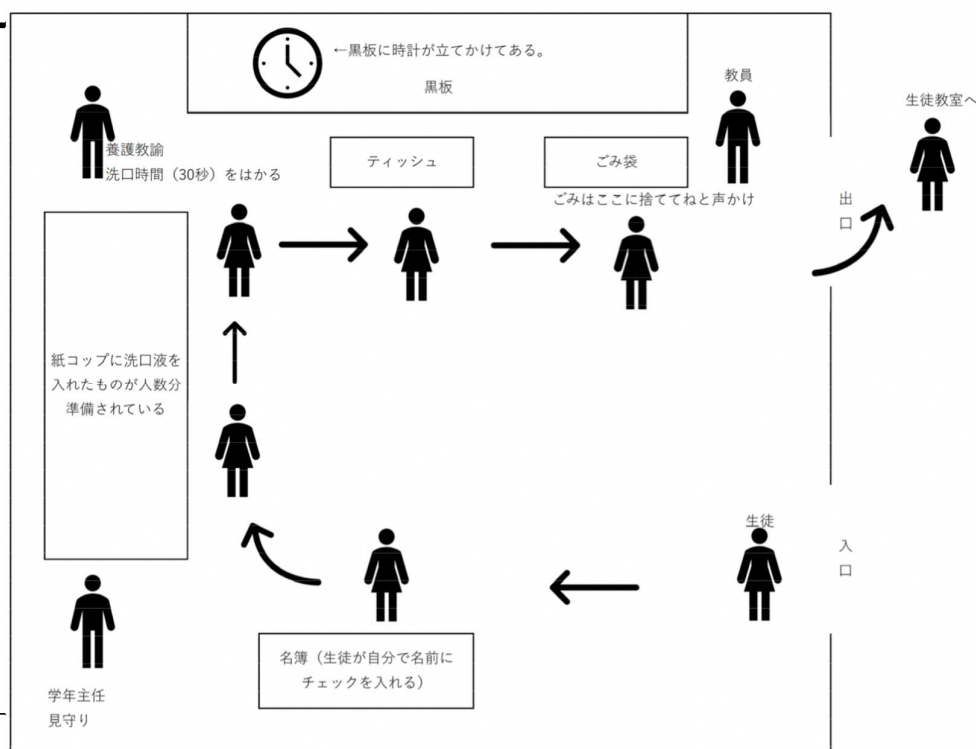 ←黒板に時計が立てかけてある。
黒板
教員
生徒教室へ
養護教諭
洗口時間（30秒）をはかる
ティッシュ
ごみ袋
ごみはここに捨ててねと声かけ
出
口
紙コップに洗口液を
入れたものが人数分
準備されている
生徒
入
口
名簿（生徒が自分で名前に
チェックを入れる）
学年主任
見守り